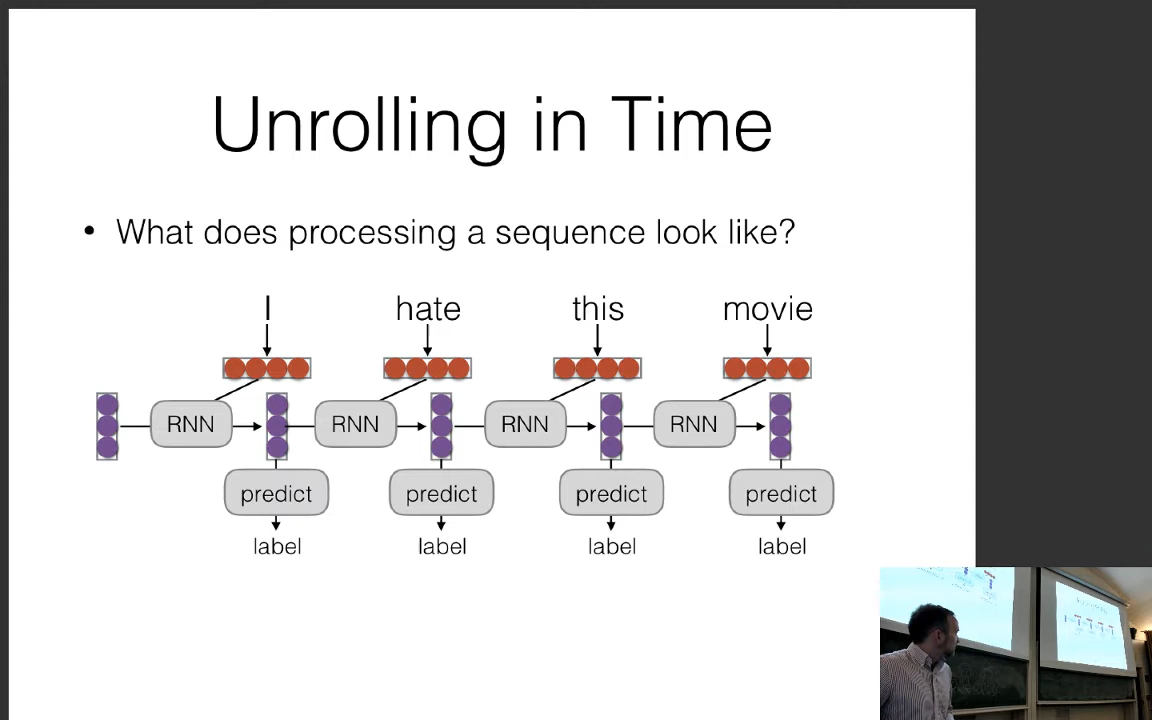 Unrolling in Time
• What does processing a sequence look like?
I hate this movie
RNN RNN RNN RNN
predict predict predict predict
label label label label